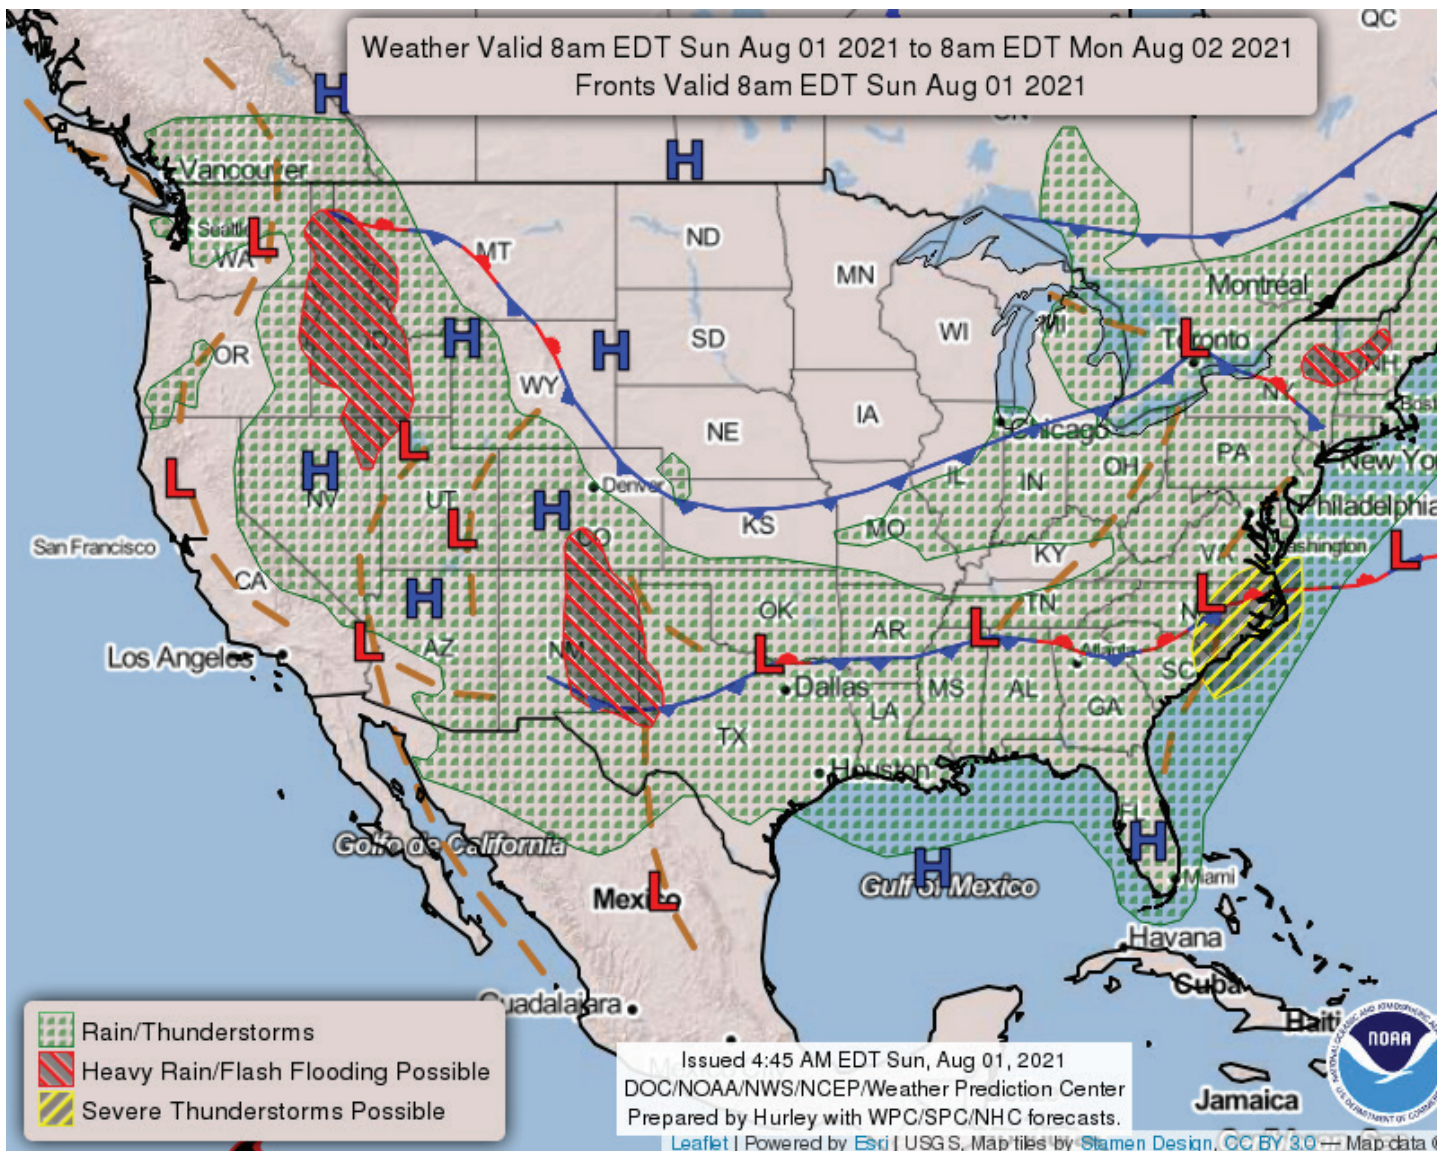 QC
Weather Valid 8am EDT Sun Aug 01 2021 to 8am EDT Mon Aug 02 2021
Fronts Valid 8am EDT Sun Aug 01 2021
H
H
Vancouver
Seattle
L
WA
MT
ND
MN
Montréal
H
H
OR
ID
WY
SD
WI
MI
L
Toronto
NH
NY
Bost
L
NE
IA
Chicago
PA
New Yo
L
H
NV
UT
H
Denver
IL
IN
OH
Philadelphia
San Francisco
L
CO
KS
MO
KY
VA
ashington
L
CA
H
OK
TN
L
N
Los Angeles
L
AZ
NM
L
AR
L
Atlanta
SC
Dallas
LA
MS
AL
GA
TX
Houston
FL
H
Golfo de California
H
Gulf of Mexico
Miami
Mexico
L
Havana
Cuba
Guadalajara
Haiti
Rain/Thunderstorms
Heavy Rain/Flash Flooding Possible
Severe Thunderstorms Possible
Issued 4:45 AM EDT Sun, Aug 01, 2021
DOC/NOAA/NWS/NCEP/Weather Prediction Center
Prepared by Hurley with WPC/SPC/NHC forecasts.
NOAA
Jamaica
Leaflet | Powered by Esri | USGS, Map tiles by Stamen Design, CC BY 3.0 — Map data ©